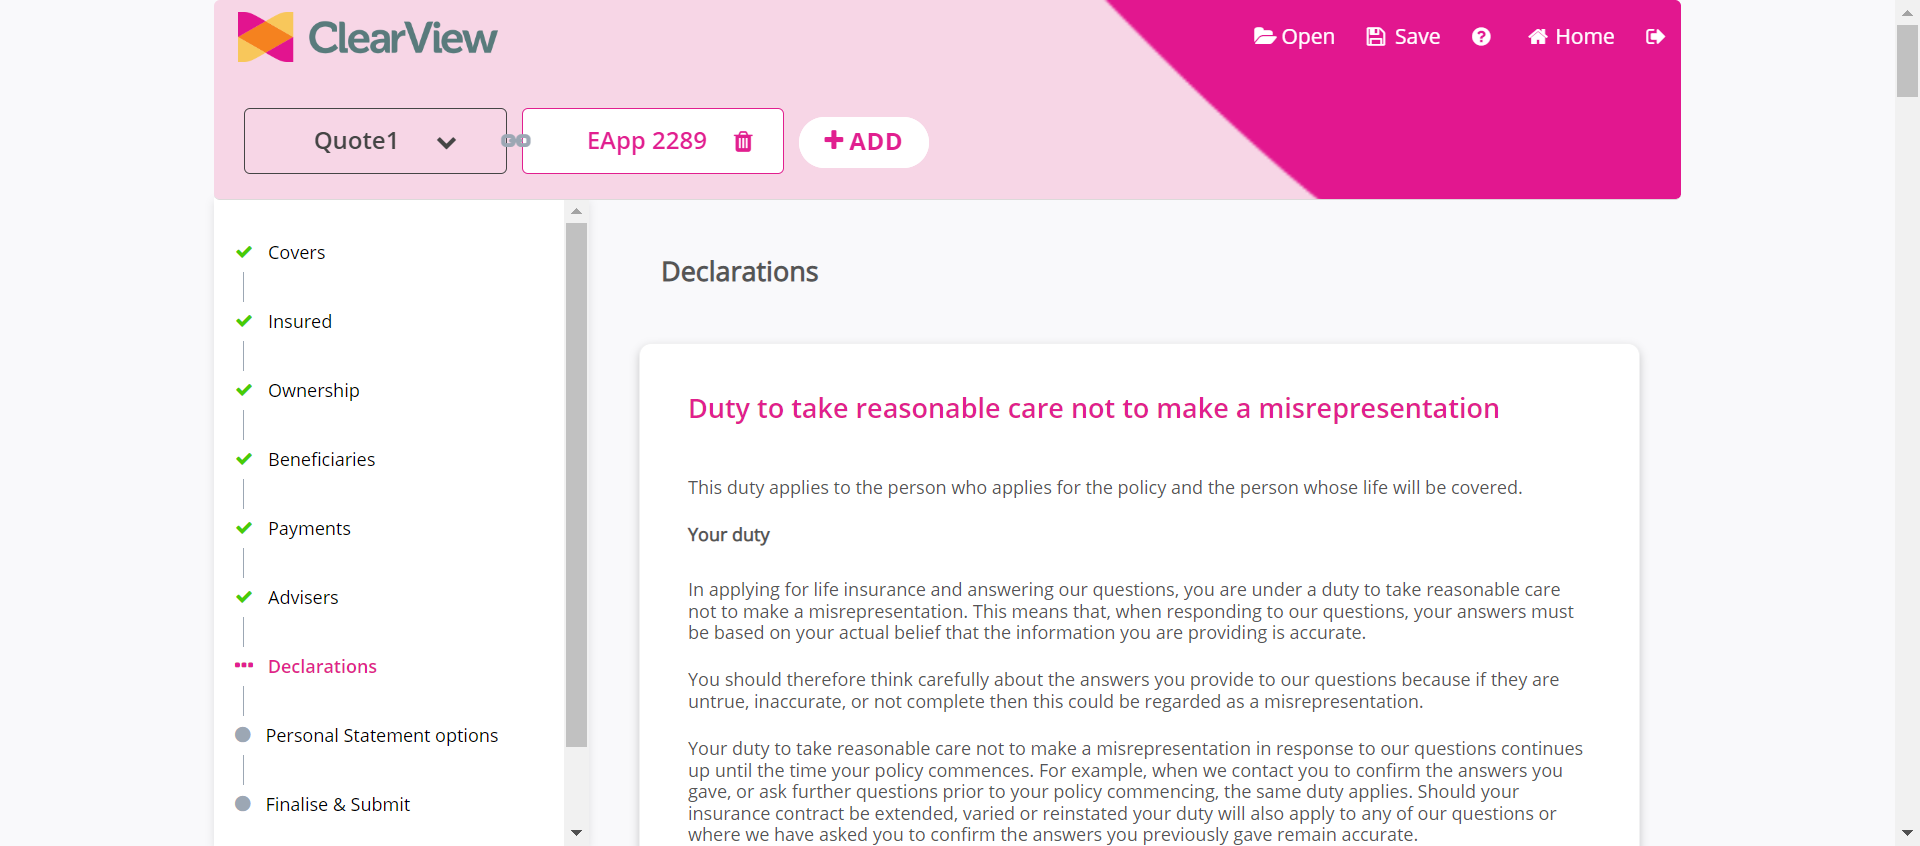 ClearView
Open
Save
Home
Quote1
EApp 2289
ADD
Covers
Insured
Ownership
Beneficiaries
Payments
Advisers
Declarations
Personal Statement options
Finalise & Submit
Declarations
Duty to take reasonable care not to make a misrepresentation
This duty applies to the person who applies for the policy and the person whose life will be covered.
Your duty
In applying for life insurance and answering our questions, you are under a duty to take reasonable care
not to make a misrepresentation. This means that, when responding to our questions, your answers must
be based on your actual belief that the information you are providing is accurate.
You should therefore think carefully about the answers you provide to our questions because if they are
untrue, inaccurate, or not complete then this could be regarded as a misrepresentation.
Your duty to take reasonable care not to make a misrepresentation in response to our questions continues
up until the time your policy commences. For example, when we contact you to confirm the answers you
gave, or ask further questions prior to your policy commencing, the same duty applies. Should your
insurance contract be extended, varied or reinstated your duty will also apply to any of our questions or
where we have asked you to confirm the answers you previously gave remain accurate.